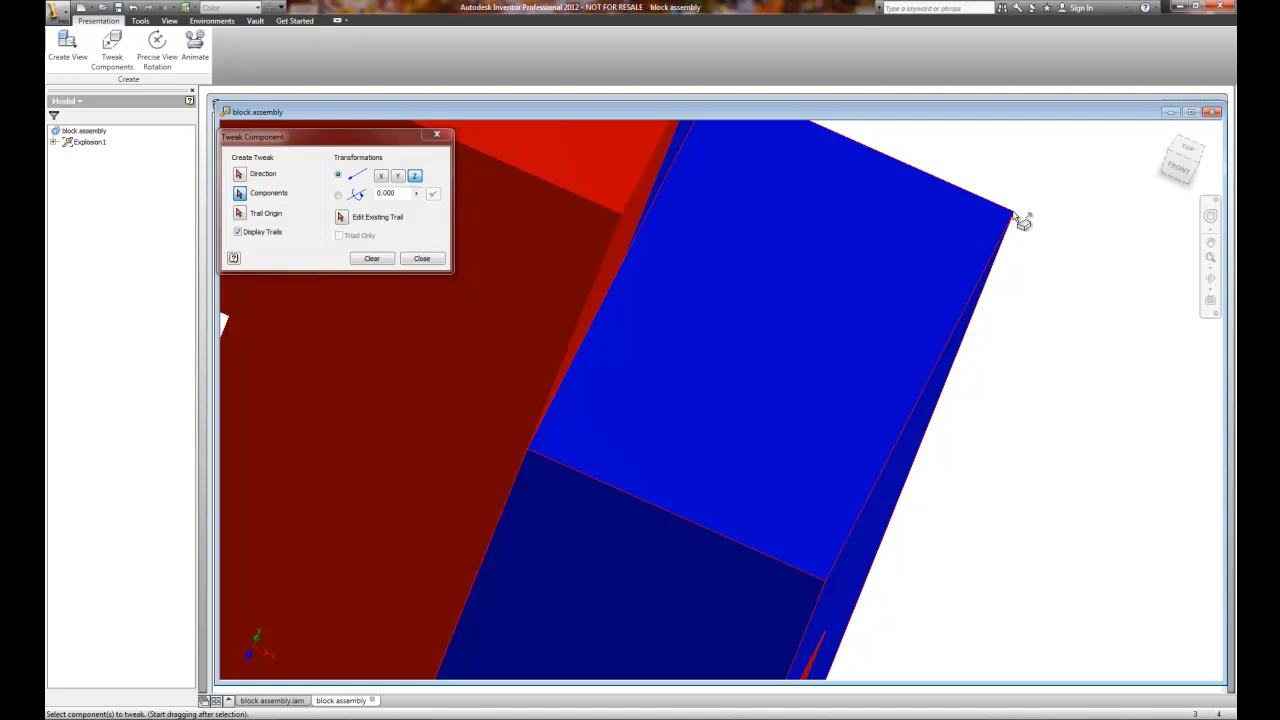 Color
Autodesk Inventor Professional 2012 - NOT FOR RESALE block assembly
Type a keyword or phrase
Sign In
PRO
Presentation Tools View Environments Vault Get Started
Create View
Tweak Components
Precise View Rotation
Animate
Create
Model
block assembly
Explosion1
block assembly
Tweak Component
Create Tweak
Direction
Components
Trail Origin
Display Trails
Transformations
X Y Z
0.000
Edit Existing Trail
Triad Only
Clear
Close
TOP
FRONT
Y
X
block assembly.iam
block assembly
Select component(s) to tweak. (Start dragging after selection).
3 4